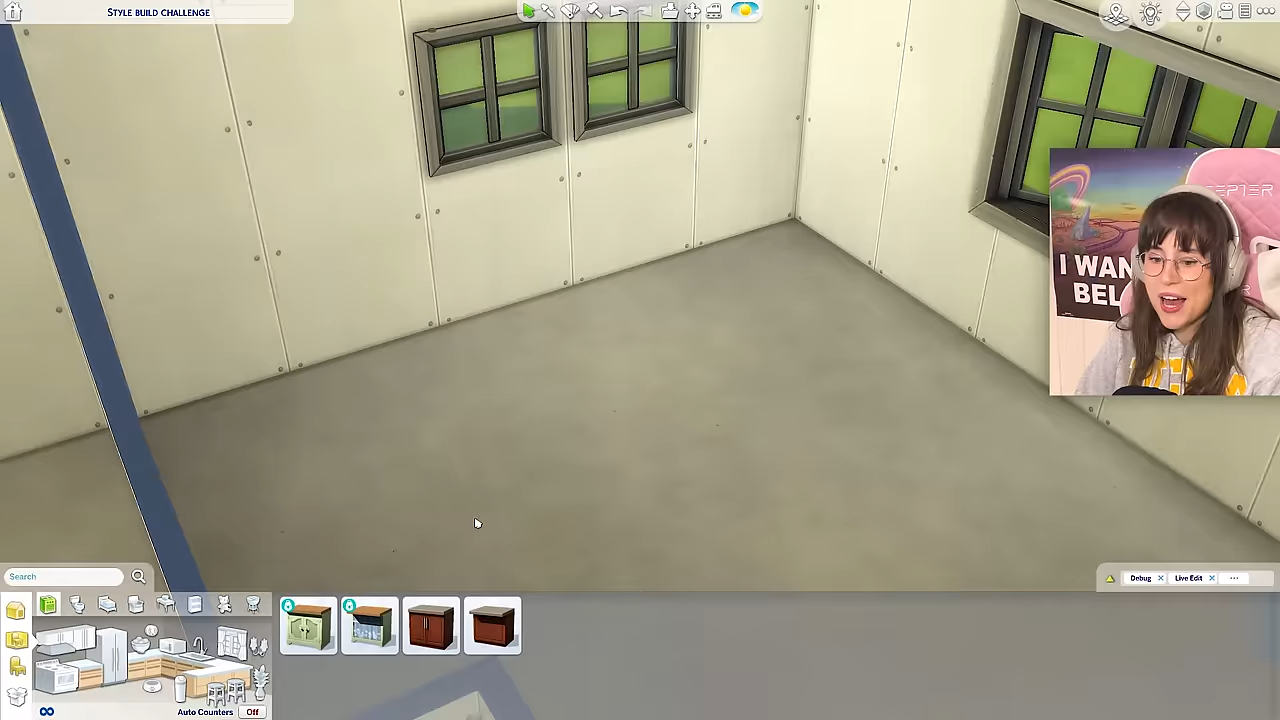 STYLE BUILD CHALLENGE
I WAN
BEL
Search
Debug
Live Edit
Auto Counters
Off